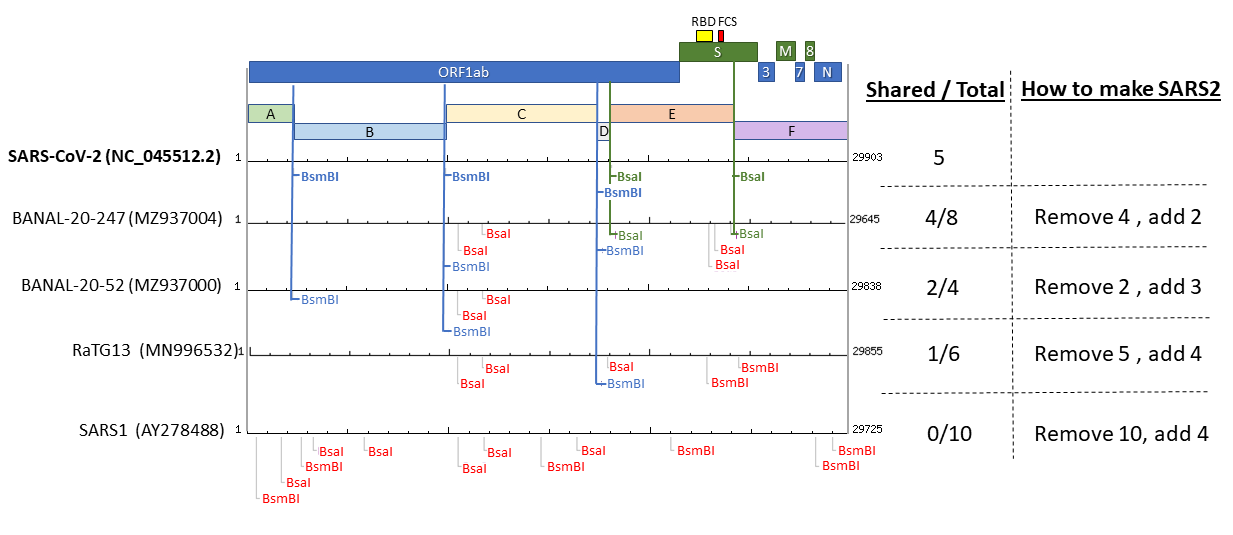 RBD FCS
S
M 8
ORF1ab
3 7 N
Shared / Total How to make SARS2
A C E
B D F
SARS-CoV-2 (NC_045512.2) 1 29903 5
BsmBI BsmBI BsaI BsaI
BsmBI
BANAL-20-247 (MZ937004) 1 29645 4/8 Remove 4 , add 2
BsaI BsaI BsaI
BsaI BsmBI BsaI
BsmBI BsaI
BANAL-20-52 (MZ937000) 1 29838 2/4 Remove 2 , add 3
BsmBI BsaI
BsaI
BsmBI
RaTG13 (MN996532) 1 29855 1/6 Remove 5 , add 4
BsaI BsaI BsmBI
BsaI BsmBI BsmBI
SARS1 (AY278488) 1 29725 0/10 Remove 10, add 4
BsaI BsaI BsaI BsaI BsmBI BsmBI
BsmBI BsaI BsmBI BsmBI
BsaI
BsmBI